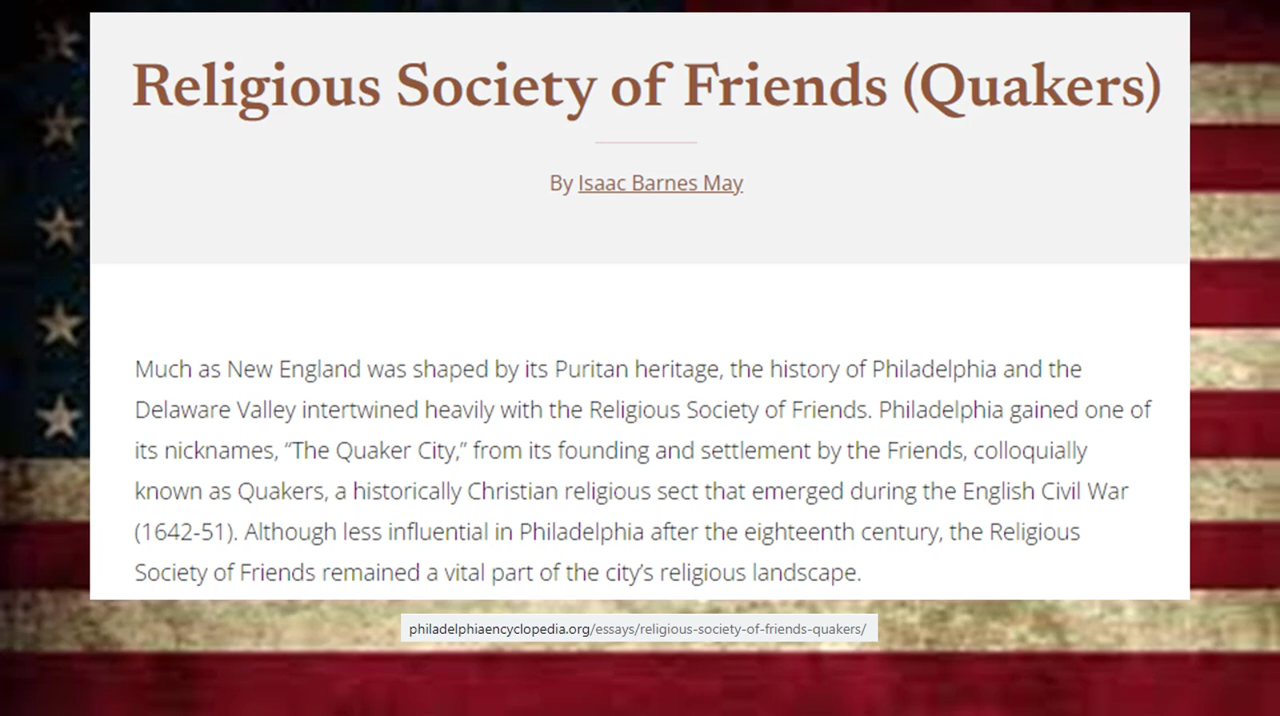 Religious Society of Friends (Quakers)
By Isaac Barnes May
Much as New England was shaped by its Puritan heritage, the history of Philadelphia and the
Delaware Valley intertwined heavily with the Religious Society of Friends. Philadelphia gained one of
its nicknames, “The Quaker City,” from its founding and settlement by the Friends, colloquially
known as Quakers, a historically Christian religious sect that emerged during the English Civil War
(1642-51). Although less influential in Philadelphia after the eighteenth century, the Religious
Society of Friends remained a vital part of the city’s religious landscape.
philadelphiaencyclopedia.org/essays/religious-society-of-friends-quakers/